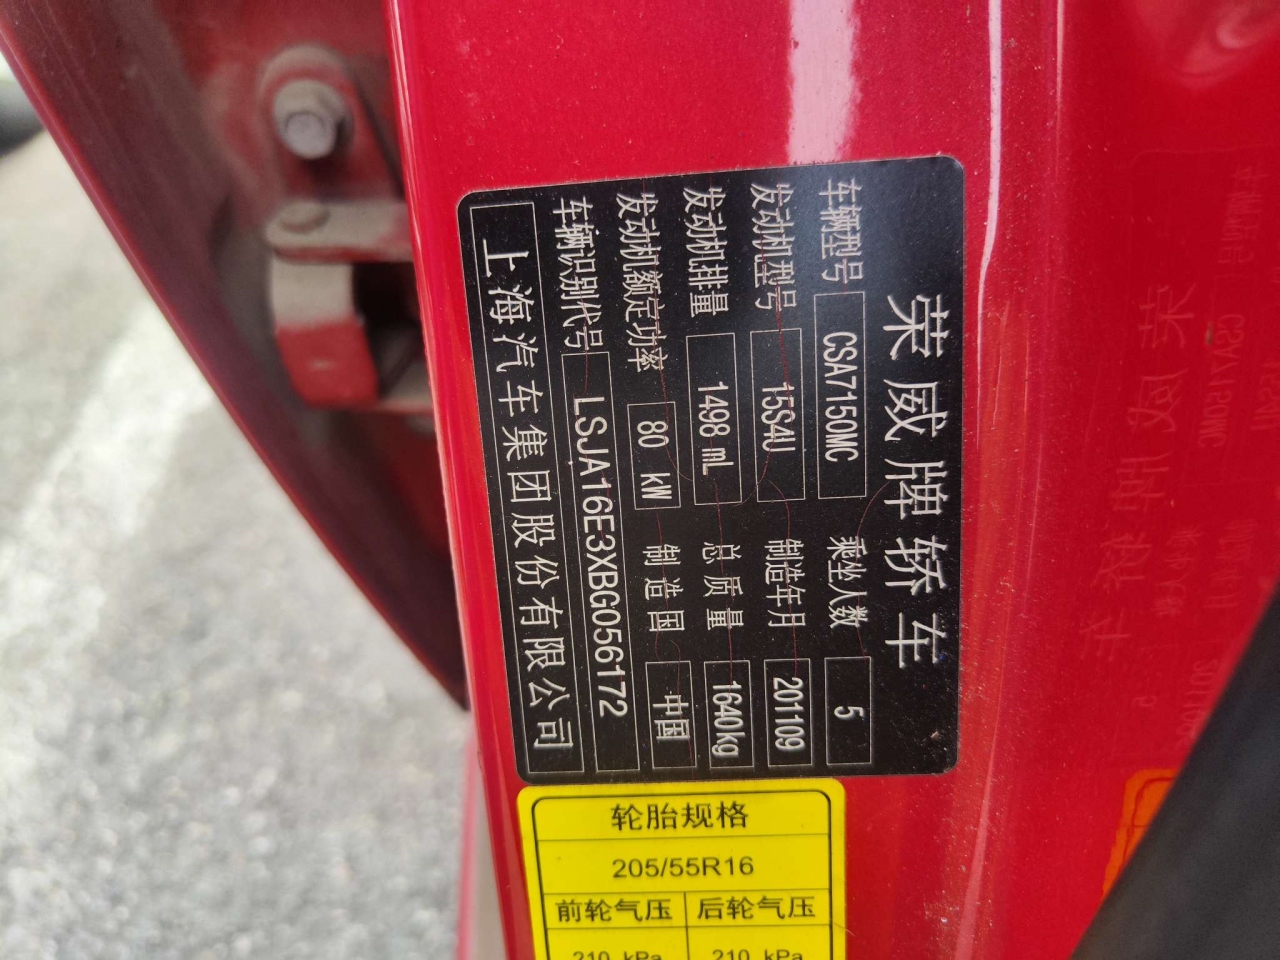 荣威牌轿车
车辆型号 CSA7150MC 乘坐人数 5
发动机型号 15S4U 制造年月 201109
发动机排量 1498 mL 总质量 1640kg
发动机额定功率 80 kW 制造国 中国
车辆识别代号 LSJA16E3XBG056172
上海汽车集团股份有限公司
轮胎规格
205/55R16
前轮气压 后轮气压
210 kPa 210 kPa